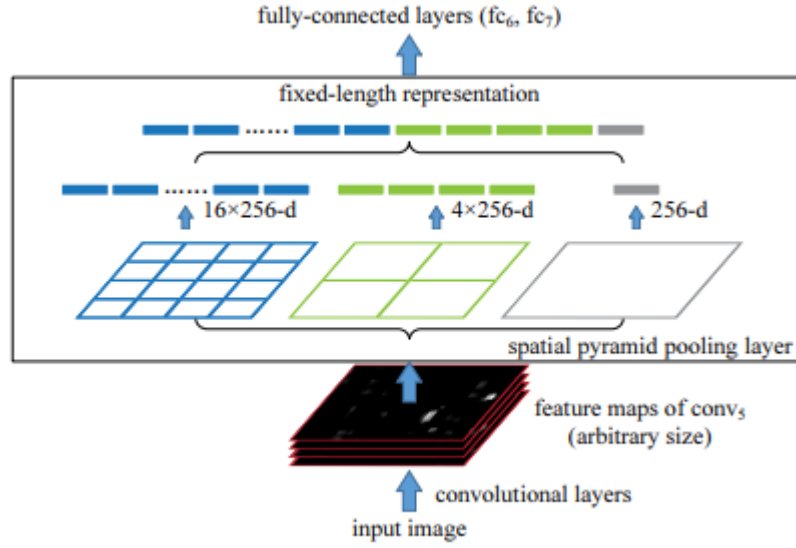 fully-connected layers (fc₆, fc₇)
fixed-length representation
......
......
16×256-d
4×256-d
256-d
spatial pyramid pooling layer
feature maps of conv₅
(arbitrary size)
convolutional layers
input image